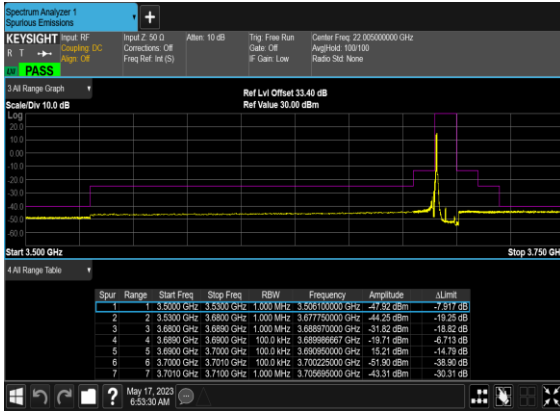 Spectrum Analyzer 1
Spurious Emissions
+
KEYSIGHT Input: RF Input Z: 50 Ω Atten: 10 dB Trig: Free Run Center Freq: 22.005000000 GHz
R T Coupling: DC Corrections: Off Gate: Off Avg|Hold: 100/100
Align: Off Freq Ref: Int (S) IF Gain: Low Radio Std: None
PASS
3 All Range Graph Ref Lvl Offset 33.40 dB
Scale/Div 10.0 dB Ref Value 30.00 dBm
Log
20.0
10.0
0.00
-10.0
-20.0
-30.0
-40.0
-50.0
-60.0
Start 3.500 GHz Stop 3.750 GH
4 All Range Table
Spur Range Start Freq Stop Freq RBW Frequency Amplitude ΔLimit
1 1 3.5000 GHz 3.5300 GHz 1.000 MHz 3.506100000 GHz -47.92 dBm -7.917 dB
2 2 3.5300 GHz 3.6800 GHz 1.000 MHz 3.677750000 GHz -44.25 dBm -19.25 dB
3 3 3.6800 GHz 3.6890 GHz 1.000 MHz 3.688970000 GHz -31.82 dBm -18.82 dB
4 4 3.6890 GHz 3.6900 GHz 100.0 kHz 3.689986667 GHz -19.71 dBm -6.713 dB
5 5 3.6900 GHz 3.7000 GHz 100.0 kHz 3.690950000 GHz 15.21 dBm -14.79 dB
6 6 3.7000 GHz 3.7010 GHz 100.0 kHz 3.700225000 GHz -51.90 dBm -38.90 dB
7 7 3.7010 GHz 3.7100 GHz 1.000 MHz 3.705695000 GHz -43.31 dBm -30.31 dB
? May 17, 2023
6:53:30 AM